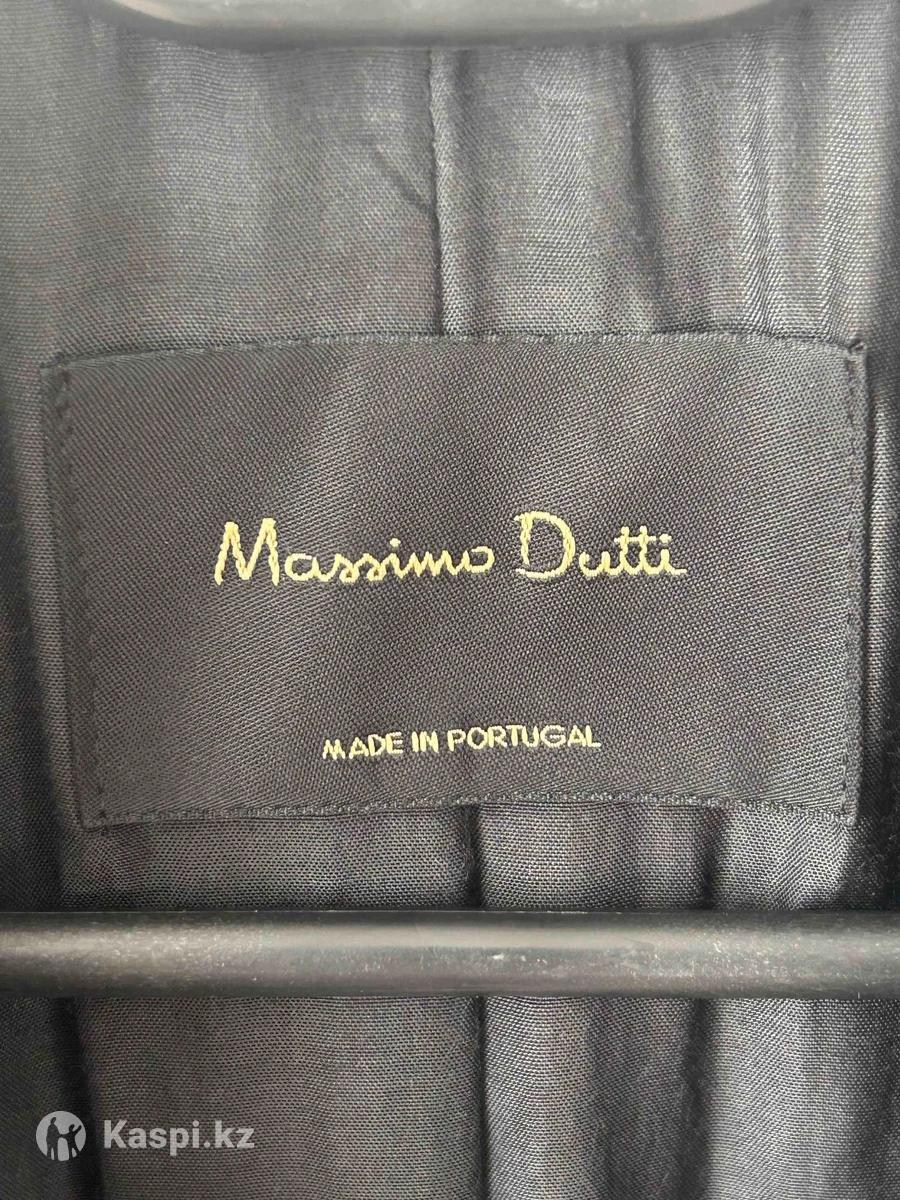 Massimo Dutti
MADE IN PORTUGAL
Kaspi.kz